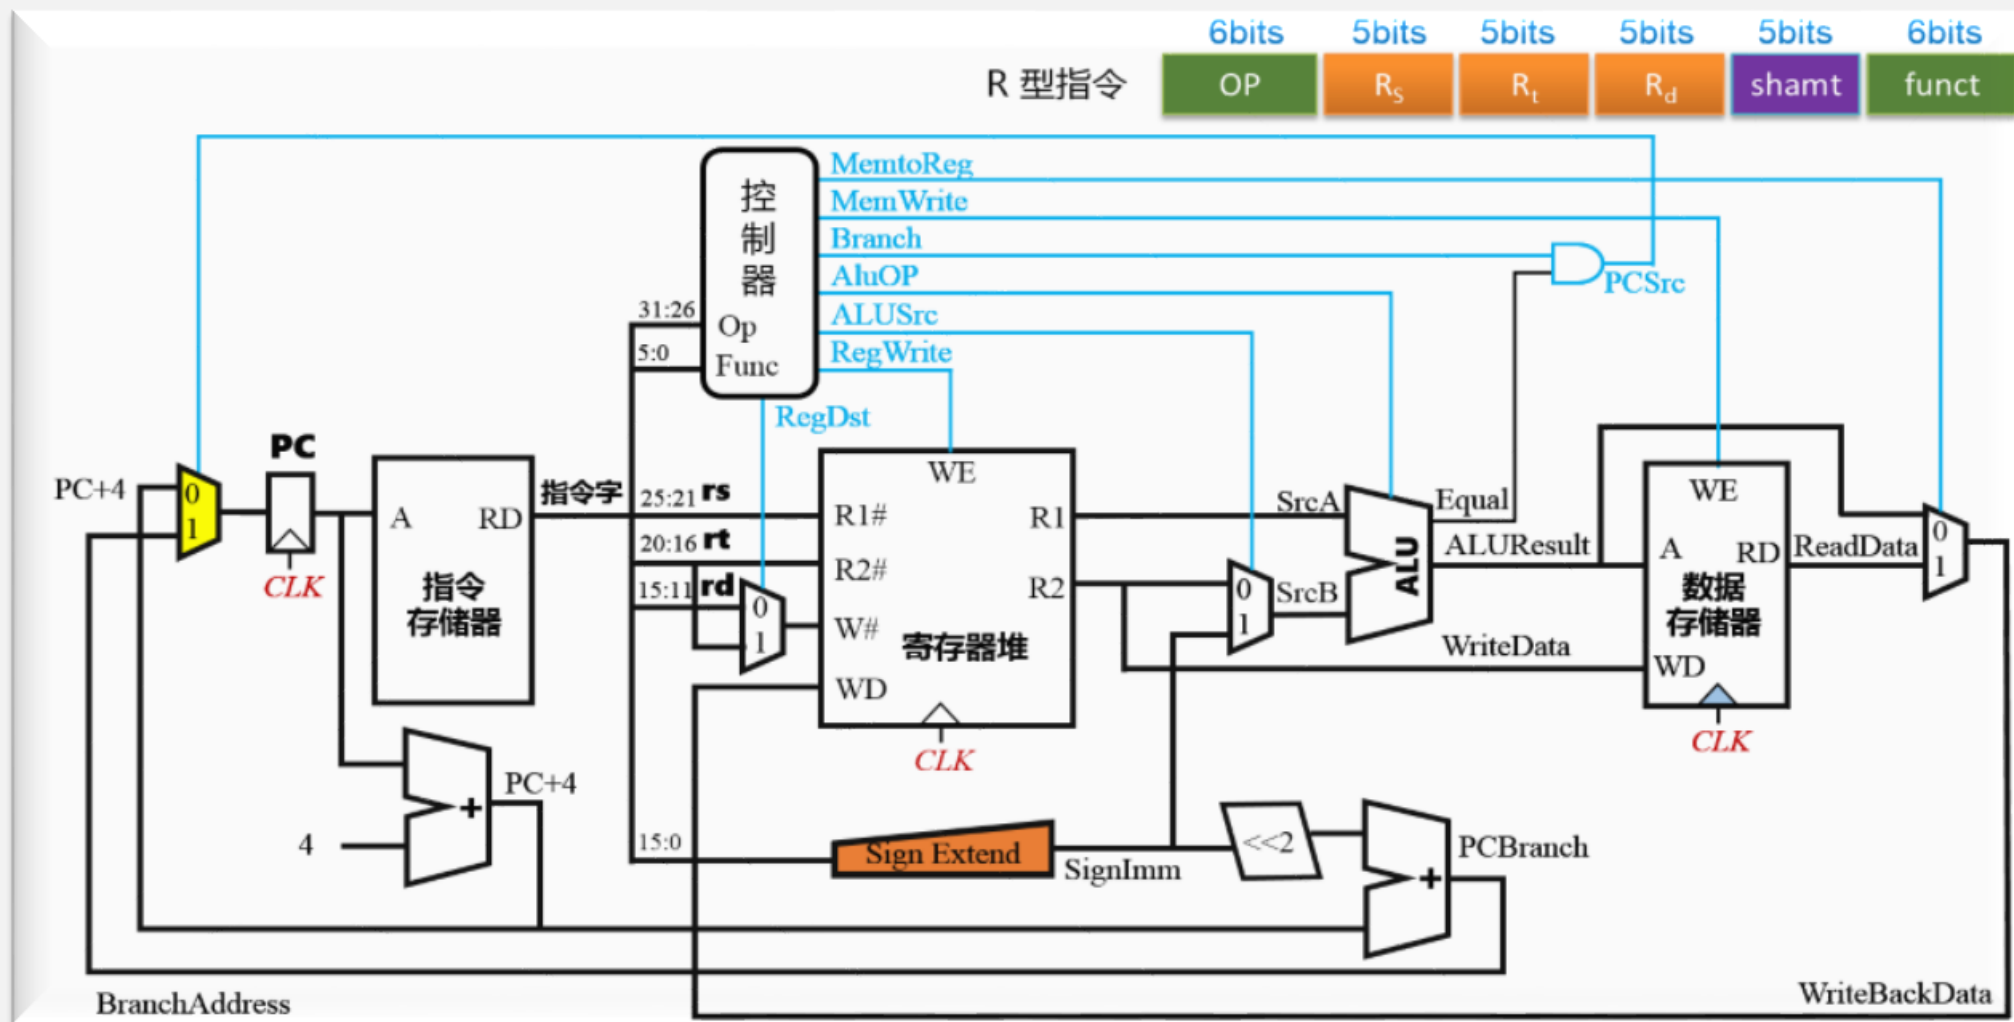 6bits 5bits 5bits 5bits 5bits 6bits
R 型指令 OP Rs Rt Rd shamt funct
控制器
Op
Func
31:26
5:0
MemtoReg
MemWrite
Branch
AluOP
ALUSrc
RegWrite
RegDst
PCSrc
PC+4
0
1
PC
CLK
A
RD
指令
存储器
指令字
25:21 rs
20:16 rt
15:11 rd
0
1
WE
R1#
R2#
W#
WD
R1
R2
寄存器堆
CLK
0
1
SrcA
SrcB
ALU
Equal
ALUResult
WriteData
WE
A
RD
数据
存储器
WD
CLK
ReadData
0
1
+
PC+4
4
15:0
Sign Extend
SignImm
<<2
+
PCBranch
BranchAddress
WriteBackData